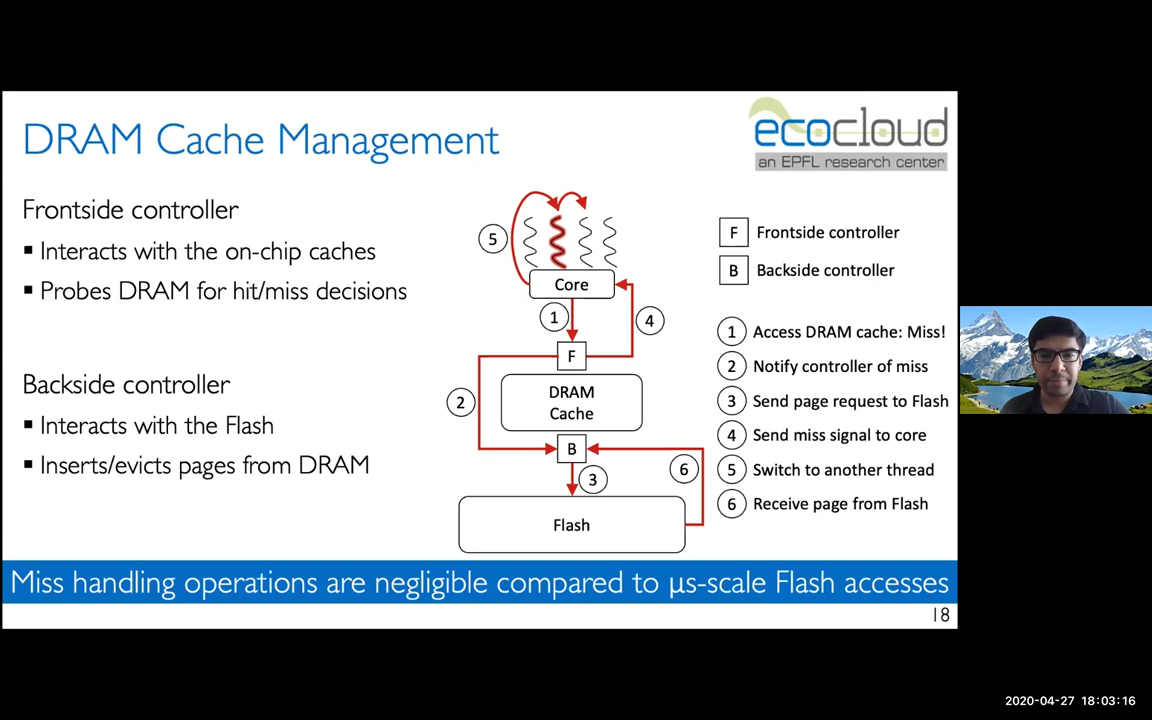 DRAM Cache Management
ecocloud
an EPFL research center
Frontside controller
▪ Interacts with the on-chip caches
▪ Probes DRAM for hit/miss decisions
Backside controller
▪ Interacts with the Flash
▪ Inserts/evicts pages from DRAM
5
Core
1
4
F
2
DRAM
Cache
B
3
6
Flash
F Frontside controller
B Backside controller
1 Access DRAM cache: Miss!
2 Notify controller of miss
3 Send page request to Flash
4 Send miss signal to core
5 Switch to another thread
6 Receive page from Flash
Miss handling operations are negligible compared to µs-scale Flash accesses
18
2020-04-27 18:03:16